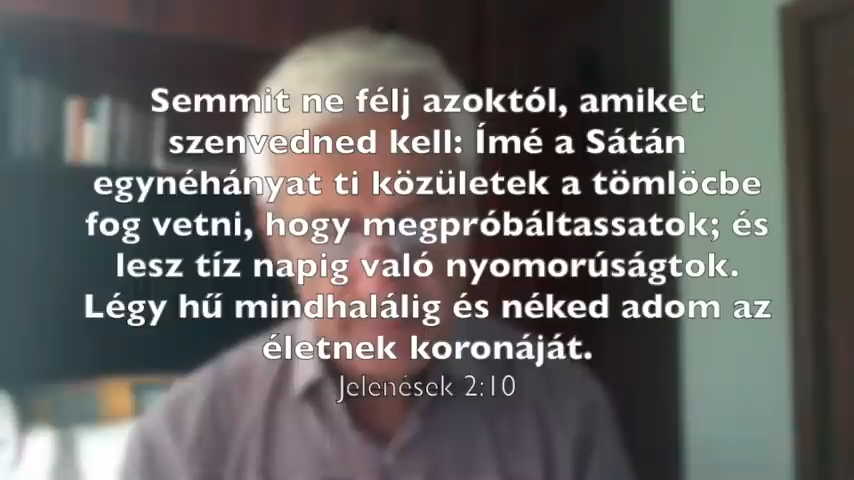 Semmit ne félj azoktól, amiket
szenvedned kell: Ímé a Sátán
egynéhányat ti közületek a tömlöcbe
fog vetni, hogy megpróbáltassatok; és
lesz tíz napig való nyomorúságtok.
Légy hű mindhalálig és néked adom az
életnek koronáját.
Jelenések 2:10